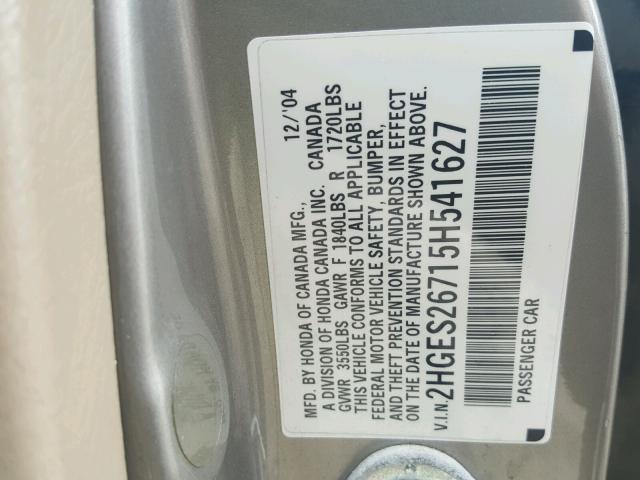 MFD. BY HONDA OF CANADA MFG., 12/'04
A DIVISION OF HONDA CANADA INC. CANADA
GVWR 3550LBS GAWR F 1840LBS R 1720LBS
THIS VEHICLE CONFORMS TO ALL APPLICABLE
FEDERAL MOTOR VEHICLE SAFETY, BUMPER,
AND THEFT PREVENTION STANDARDS IN EFFECT
ON THE DATE OF MANUFACTURE SHOWN ABOVE.
V.I.N. 2HGES26715H541627
PASSENGER CAR